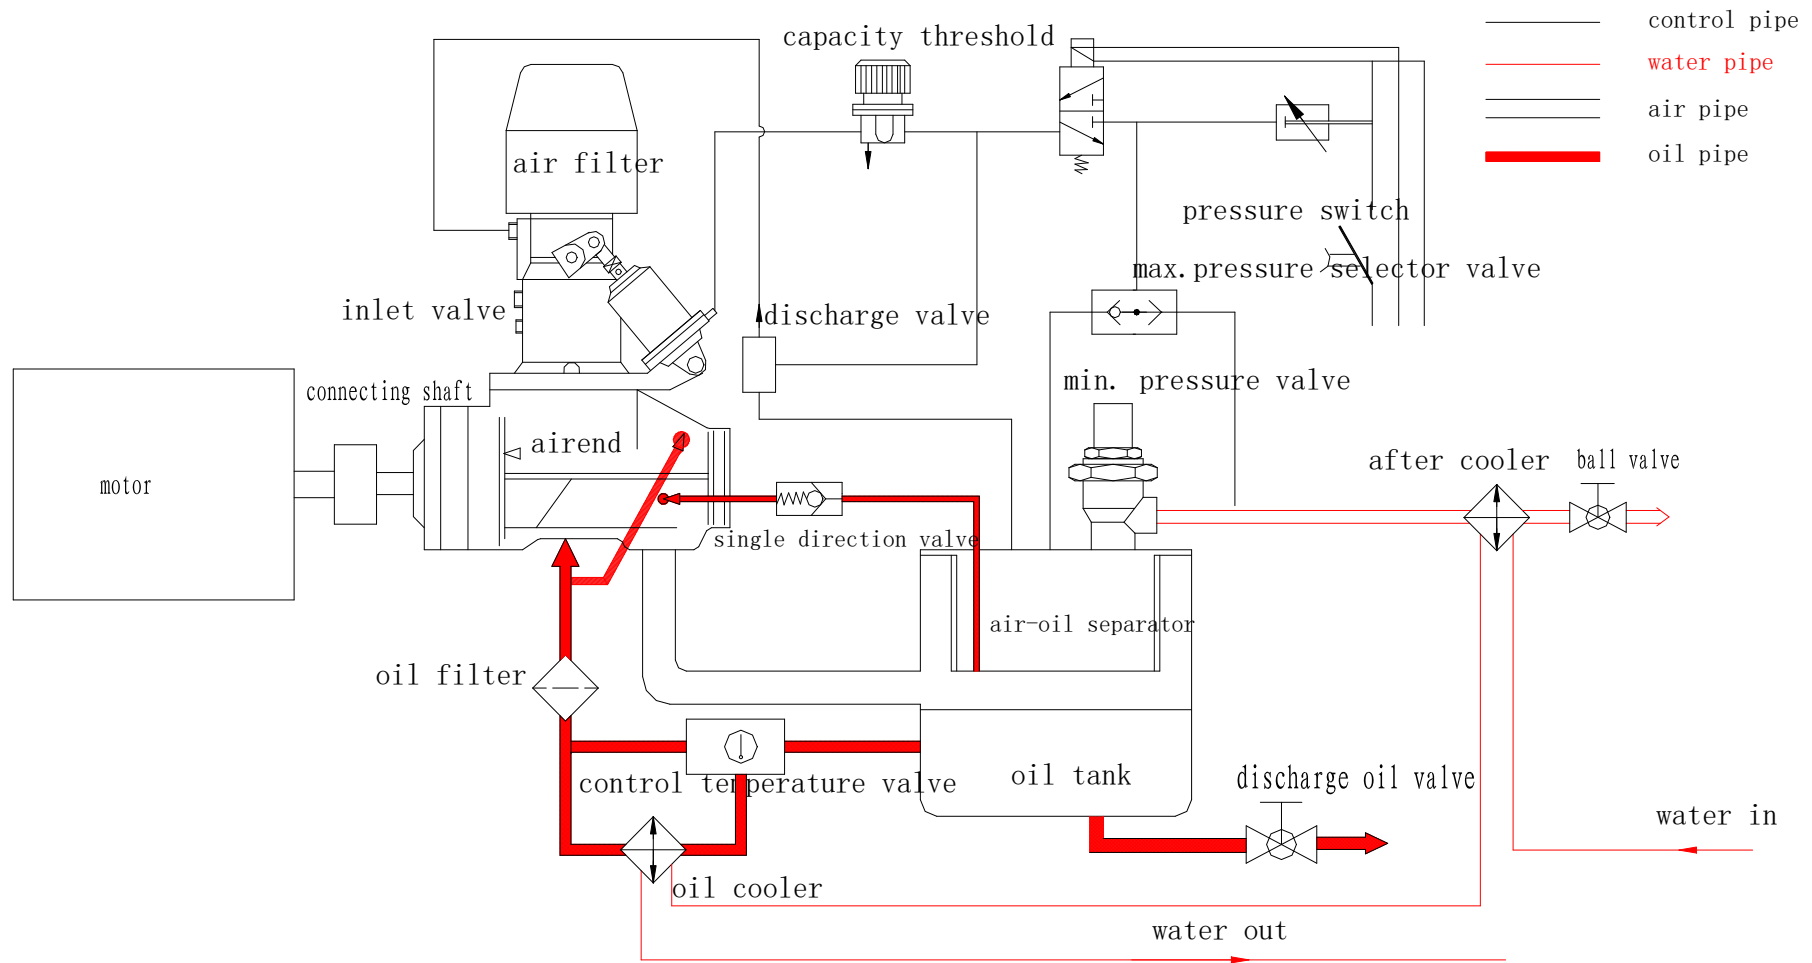 control pipe
capacity threshold
water pipe
air pipe
oil pipe
air filter
pressure switch
max.pressure selector valve
inlet valve
discharge valve
min. pressure valve
connecting shaft
airend
after cooler
ball valve
motor
single direction valve
air-oil separator
oil filter
control temperature valve
oil tank
discharge oil valve
water in
oil cooler
water out